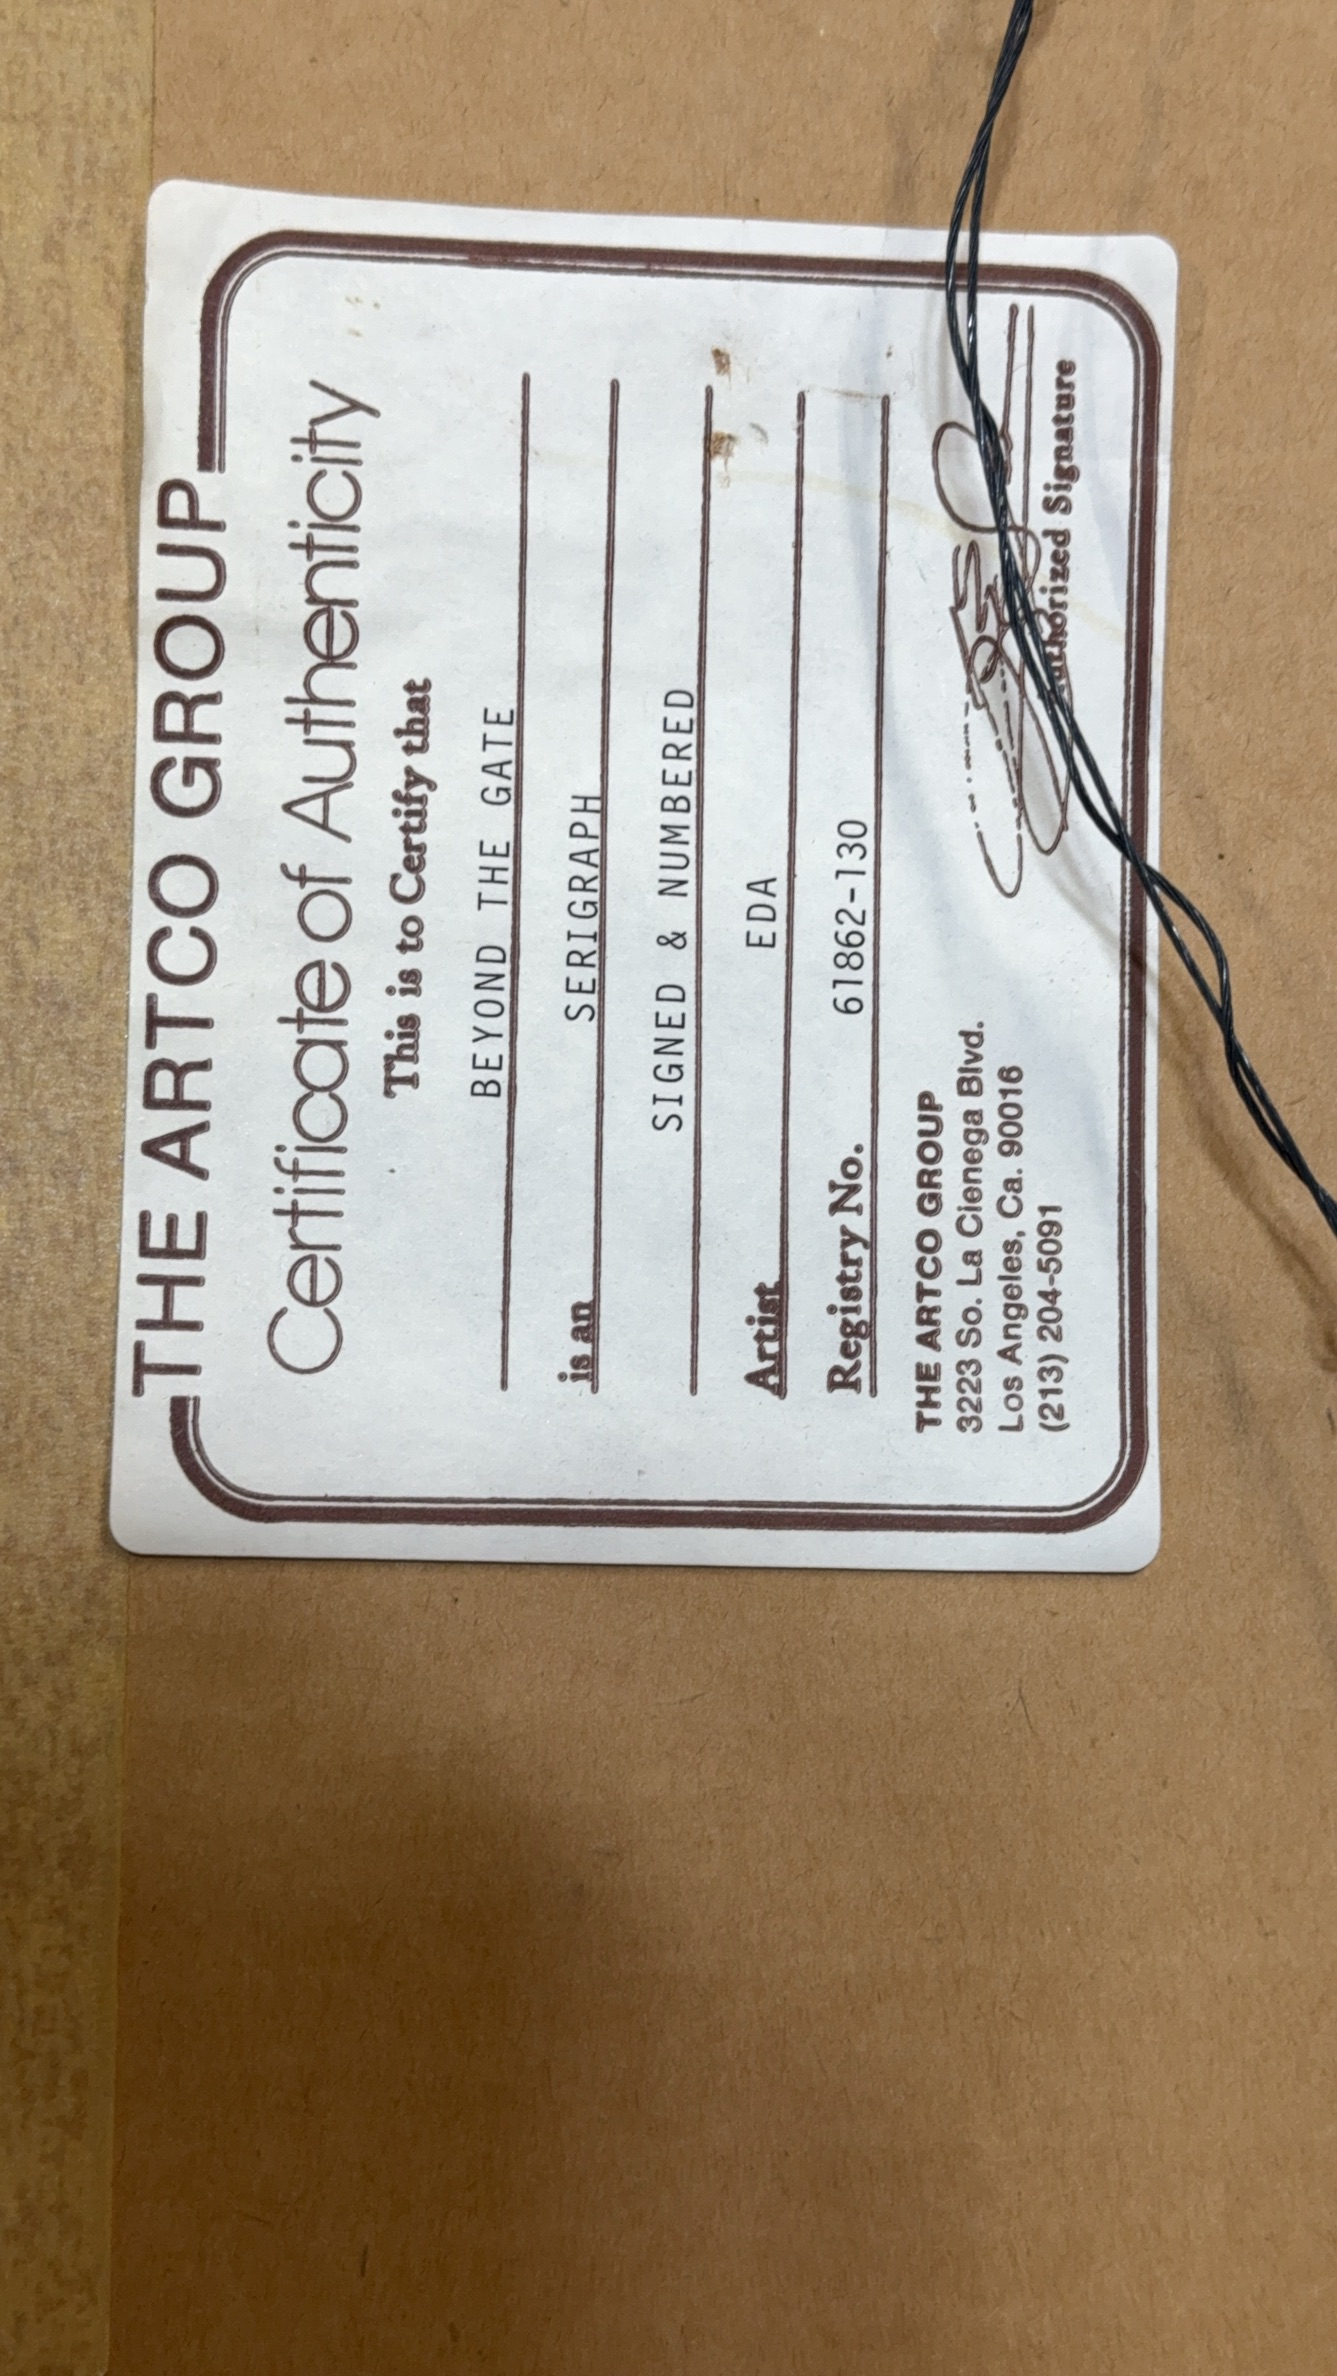 THE ARTCO GROUP
Certificate of Authenticity
This is to Certify that
BEYOND THE GATE
is an SERIGRAPH
SIGNED & NUMBERED
Artist EDA
Registry No. 61862-130
THE ARTCO GROUP
3223 So. La Cienega Blvd.
Los Angeles, Ca. 90016
(213) 204-5091
Authorized Signature